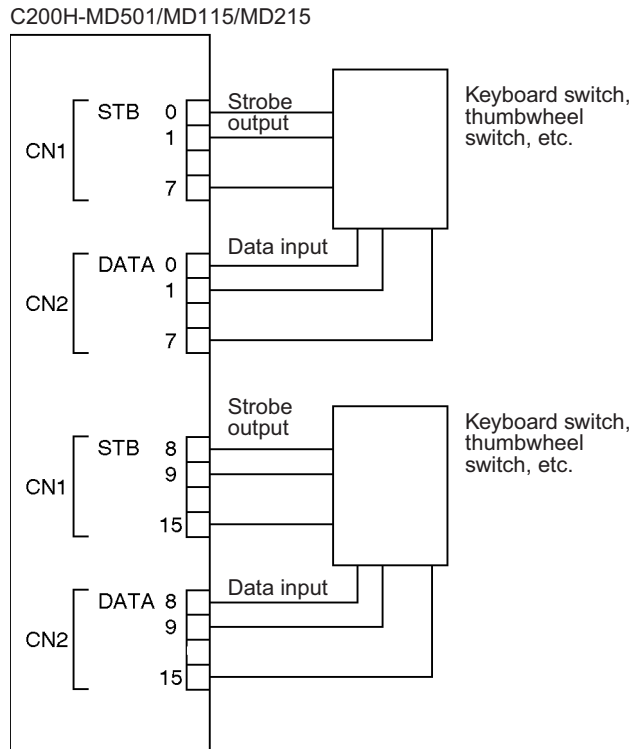 C200H-MD501/MD115/MD215
STB 0
Strobe
output
1
CN1
7
Keyboard switch,
thumbwheel
switch, etc.
DATA 0
Data input
1
CN2
7
Strobe
output
STB 8
9
CN1
15
Keyboard switch,
thumbwheel
switch, etc.
DATA 8
Data input
9
CN2
15